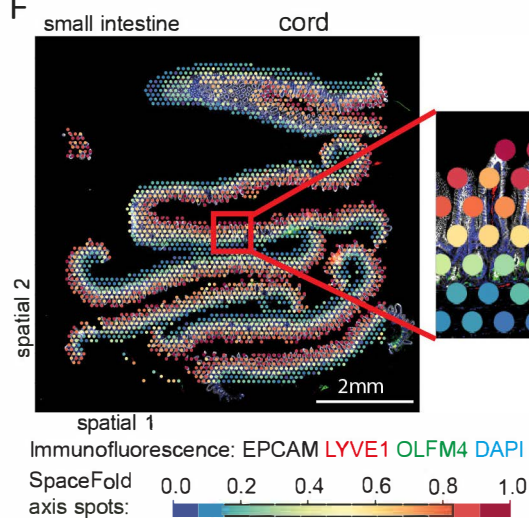 F
small intestine cord
spatial 2
2mm
spatial 1
Immunofluorescence: EPCAM LYVE1 OLFM4 DAPI
SpaceFold
axis spots:
0.0 0.2 0.4 0.6 0.8 1.0